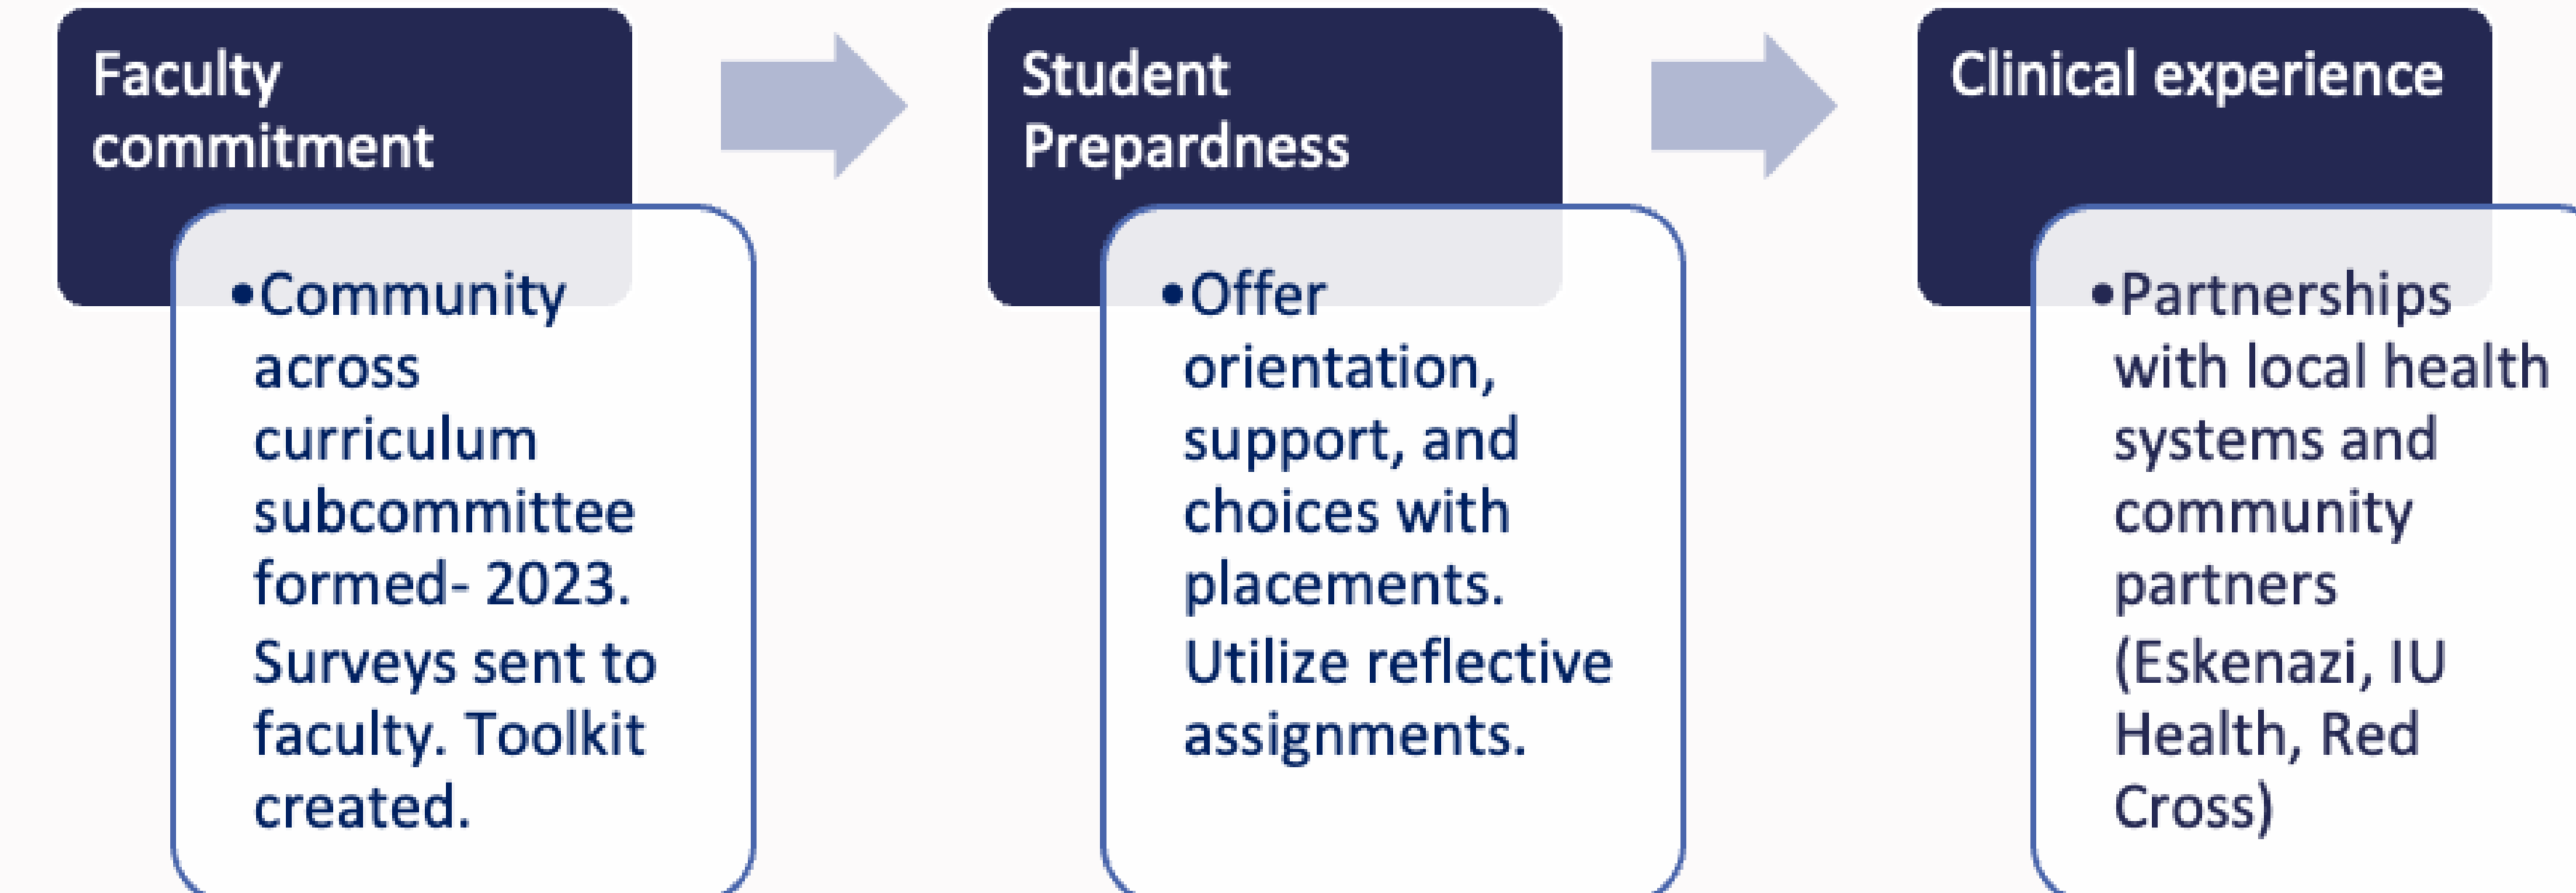 Faculty
commitment
•Community
across
curriculum
subcommittee
formed- 2023.
Surveys sent to
faculty. Toolkit
created.
Student
Prepardness
•Offer
orientation,
support, and
choices with
placements.
Utilize reflective
assignments.
Clinical experience
•Partnerships
with local health
systems and
community
partners
(Eskenazi, IU
Health, Red
Cross)